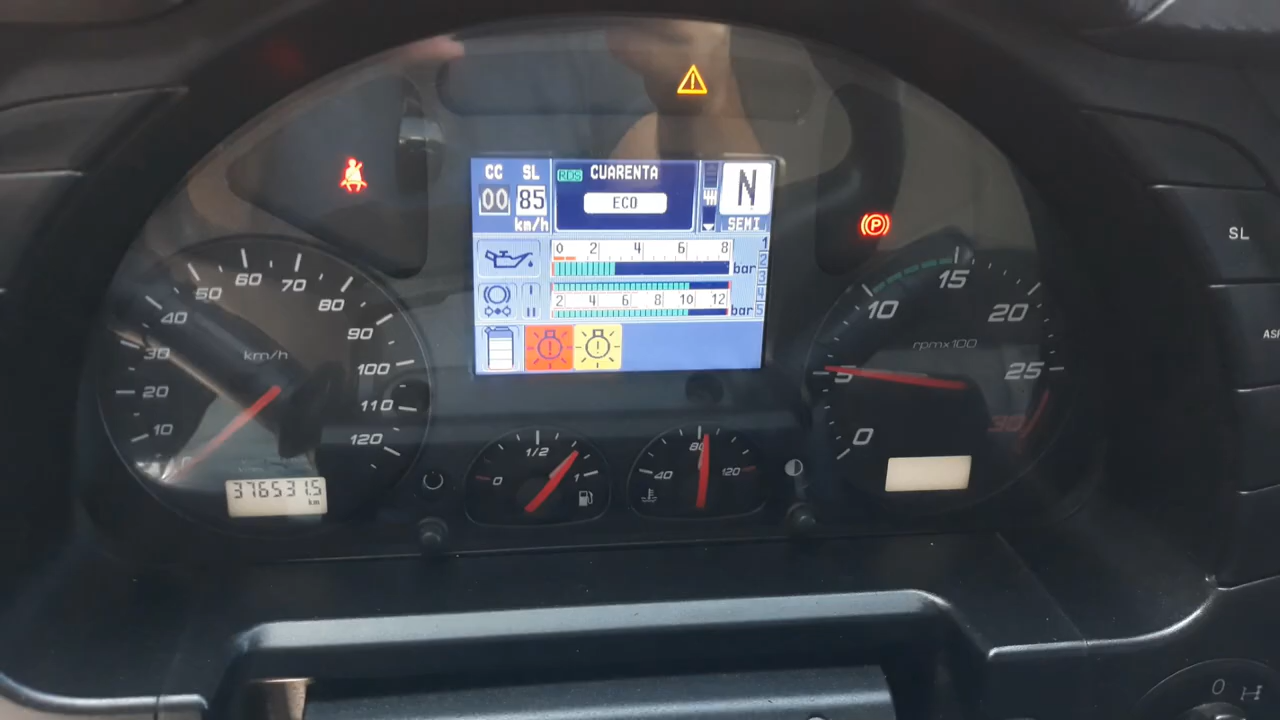 CC SL
00 85
km/h
RDS CUARENTA
ECO
N
SEMI
0 2 4 6 8
bar
2 4 6 8 10 12
bar
1
2
3
4
5
10 20 30 40 50 60 70 80 90 100 110 120
km/h
376531.5
km
0 1/2 1
40 80 120
0 5 10 15 20 25 30
rpmx100
P
SL
0 H